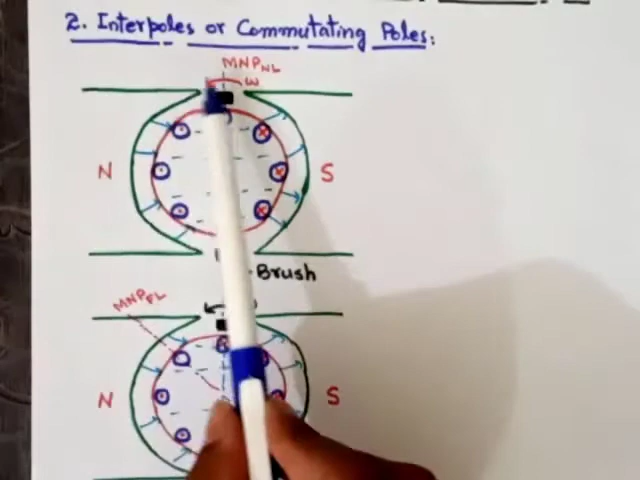 2. Interpoles or Commutating Poles:
MNP NL
ω
N S
Brush
MNP FL
N S